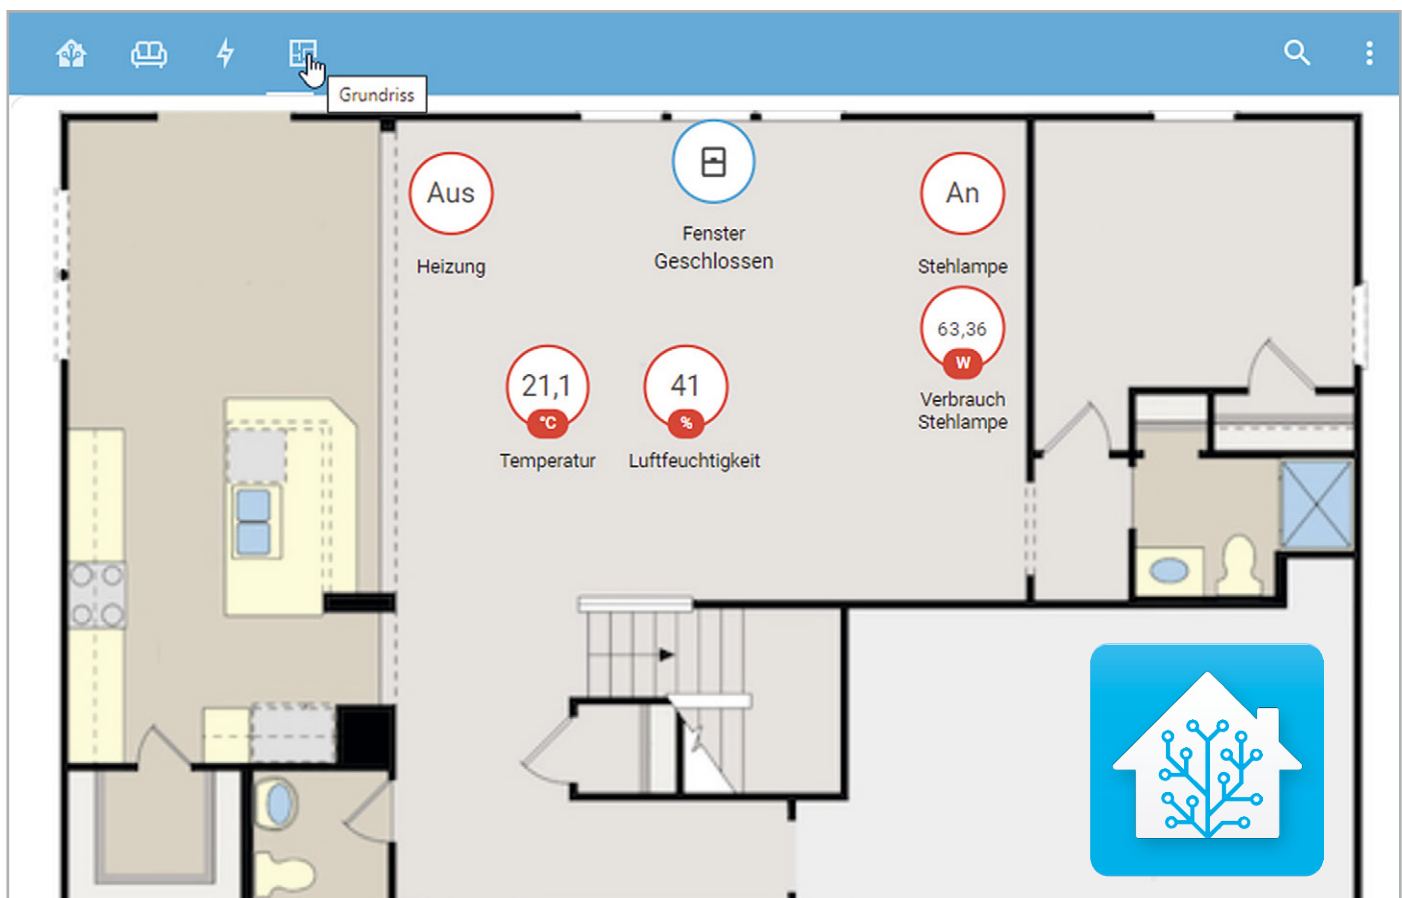 Grundriss
Aus
Heizung
Fenster
Geschlossen
An
Stehlampe
63,36
W
Verbrauch
Stehlampe
21,1
°C
Temperatur
41
%
Luftfeuchtigkeit